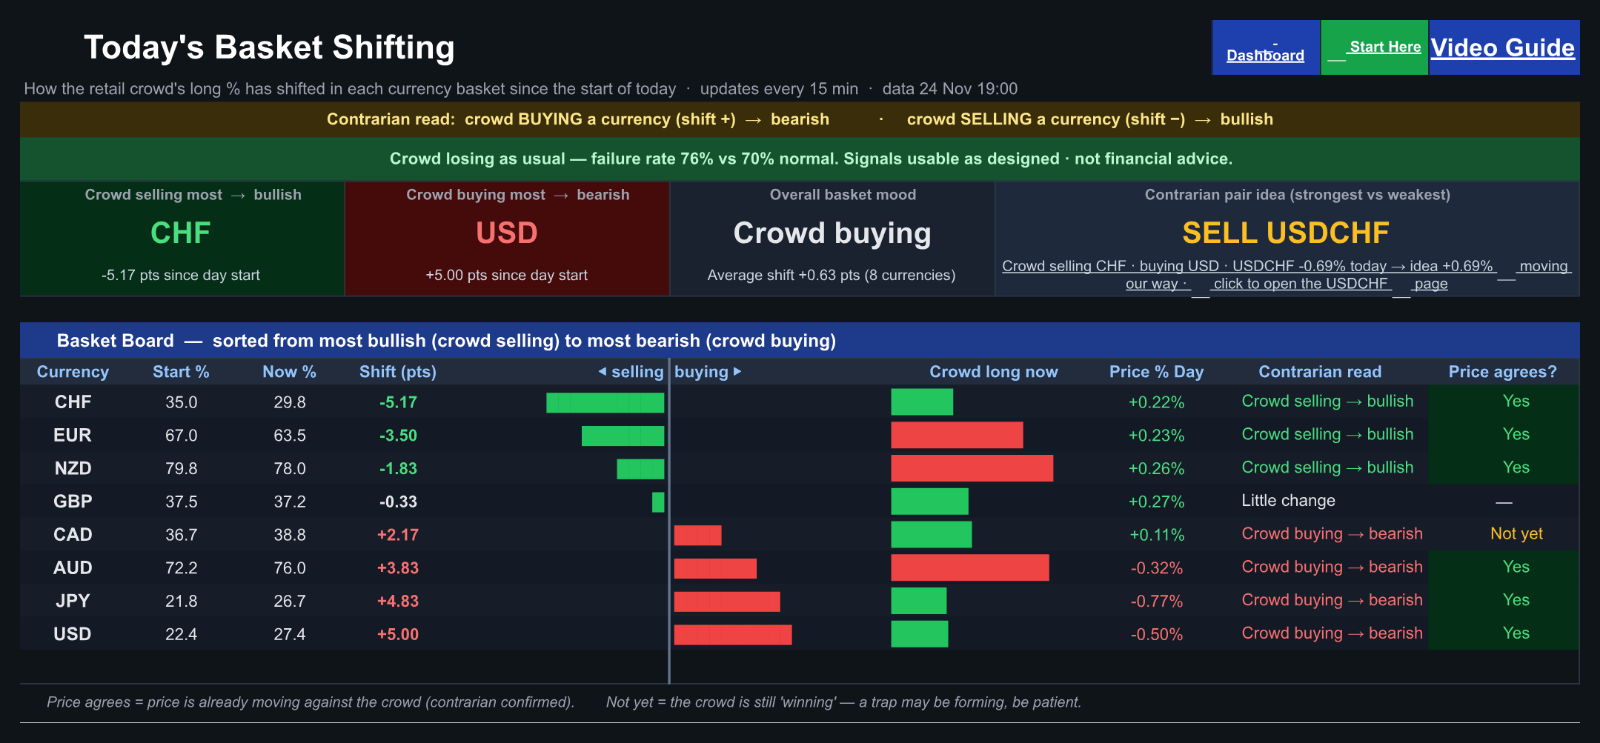 Today's Basket Shifting
Dashboard
Start Here
Video Guide
How the retail crowd's long % has shifted in each currency basket since the start of today · updates every 15 min · data 24 Nov 19:00
Contrarian read: crowd BUYING a currency (shift +) → bearish · crowd SELLING a currency (shift −) → bullish
Crowd losing as usual — failure rate 76% vs 70% normal. Signals usable as designed · not financial advice.
Crowd selling most → bullish
CHF
-5.17 pts since day start
Crowd buying most → bearish
USD
+5.00 pts since day start
Overall basket mood
Crowd buying
Average shift +0.63 pts (8 currencies)
Contrarian pair idea (strongest vs weakest)
SELL USDCHF
Crowd selling CHF · buying USD · USDCHF -0.69% today → idea +0.69% moving
our way · click to open the USDCHF page
Basket Board — sorted from most bullish (crowd selling) to most bearish (crowd buying)
Currency Start % Now % Shift (pts) ◄ selling buying ► Crowd long now Price % Day Contrarian read Price agrees?
CHF 35.0 29.8 -5.17 +0.22% Crowd selling → bullish Yes
EUR 67.0 63.5 -3.50 +0.23% Crowd selling → bullish Yes
NZD 79.8 78.0 -1.83 +0.26% Crowd selling → bullish Yes
GBP 37.5 37.2 -0.33 +0.27% Little change —
CAD 36.7 38.8 +2.17 +0.11% Crowd buying → bearish Not yet
AUD 72.2 76.0 +3.83 -0.32% Crowd buying → bearish Yes
JPY 21.8 26.7 +4.83 -0.77% Crowd buying → bearish Yes
USD 22.4 27.4 +5.00 -0.50% Crowd buying → bearish Yes
Price agrees = price is already moving against the crowd (contrarian confirmed). Not yet = the crowd is still 'winning' — a trap may be forming, be patient.